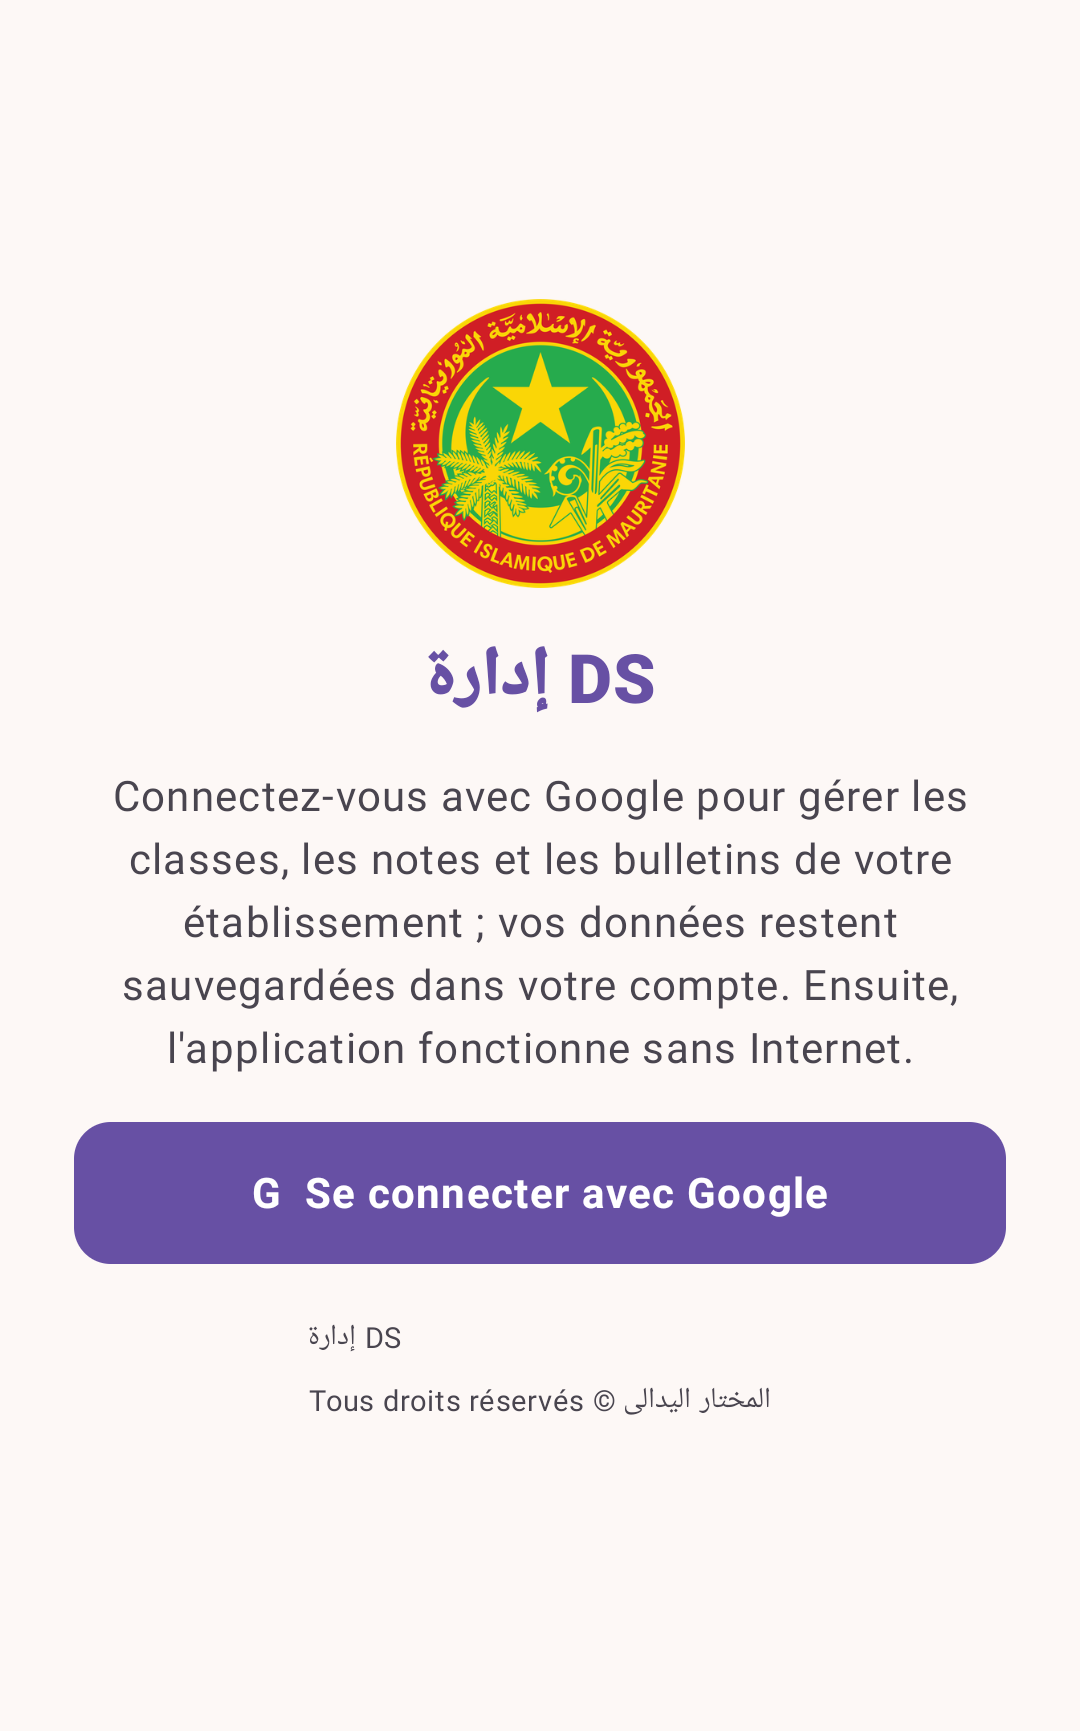 الجمهورية الإسلامية الموريتانية
RÉPUBLIQUE ISLAMIQUE DE MAURITANIE
إدارة DS
Connectez-vous avec Google pour gérer les
classes, les notes et les bulletins de votre
établissement ; vos données restent
sauvegardées dans votre compte. Ensuite,
l'application fonctionne sans Internet.
G Se connecter avec Google
إدارة DS
Tous droits réservés © المختار اليدالى